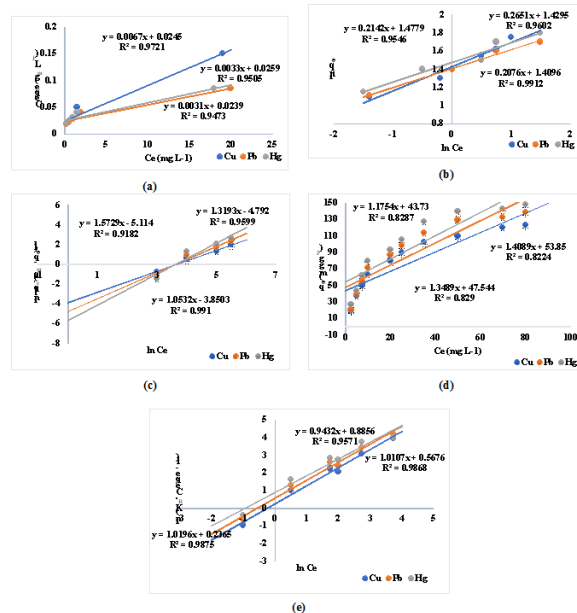 y = 0.0067x + 0.0245
R² = 0.9721
y = 0.0033x + 0.0259
R² = 0.9505
y = 0.0031x + 0.0239
R² = 0.9473
0.2
0.15
0.1
0.05
0
0 5 10 15 20 25
Ce (mg L-1)
Cu Pb Hg
(a)
y = 0.2142x + 1.4779
R² = 0.9546
y = 0.2651x + 1.4295
R² = 0.9602
y = 0.2076x + 1.4096
R² = 0.9912
2
1.8
1.6
1.4
1.2
1
0.8
-2 -1 0 1 2
ln Ce
Cu Pb Hg
(b)
y = 1.5729x - 5.114
R² = 0.9182
y = 1.3193x - 4.792
R² = 0.9599
y = 1.0532x - 3.8503
R² = 0.991
6
4
2
0
-2
-4
-6
-8
1 3 5 7
ln Ce
Cu Pb Hg
(c)
y = 1.1754x + 43.73
R² = 0.8287
y = 1.4089x + 53.85
R² = 0.8224
y = 1.3489x + 47.544
R² = 0.829
150
130
110
90
70
50
30
10
-10
0 20 40 60 80 100
Ce (mg L-1)
Cu Pb Hg
(d)
y = 0.9432x + 0.8856
R² = 0.9571
y = 1.0107x + 0.5676
R² = 0.9868
y = 1.0196x + 0.2365
R² = 0.9875
5
4
3
2
1
0
-1
-2
-3
-3 -2 -1 0 1 2 3 4 5
ln Ce
Cu Pb Hg
(e)